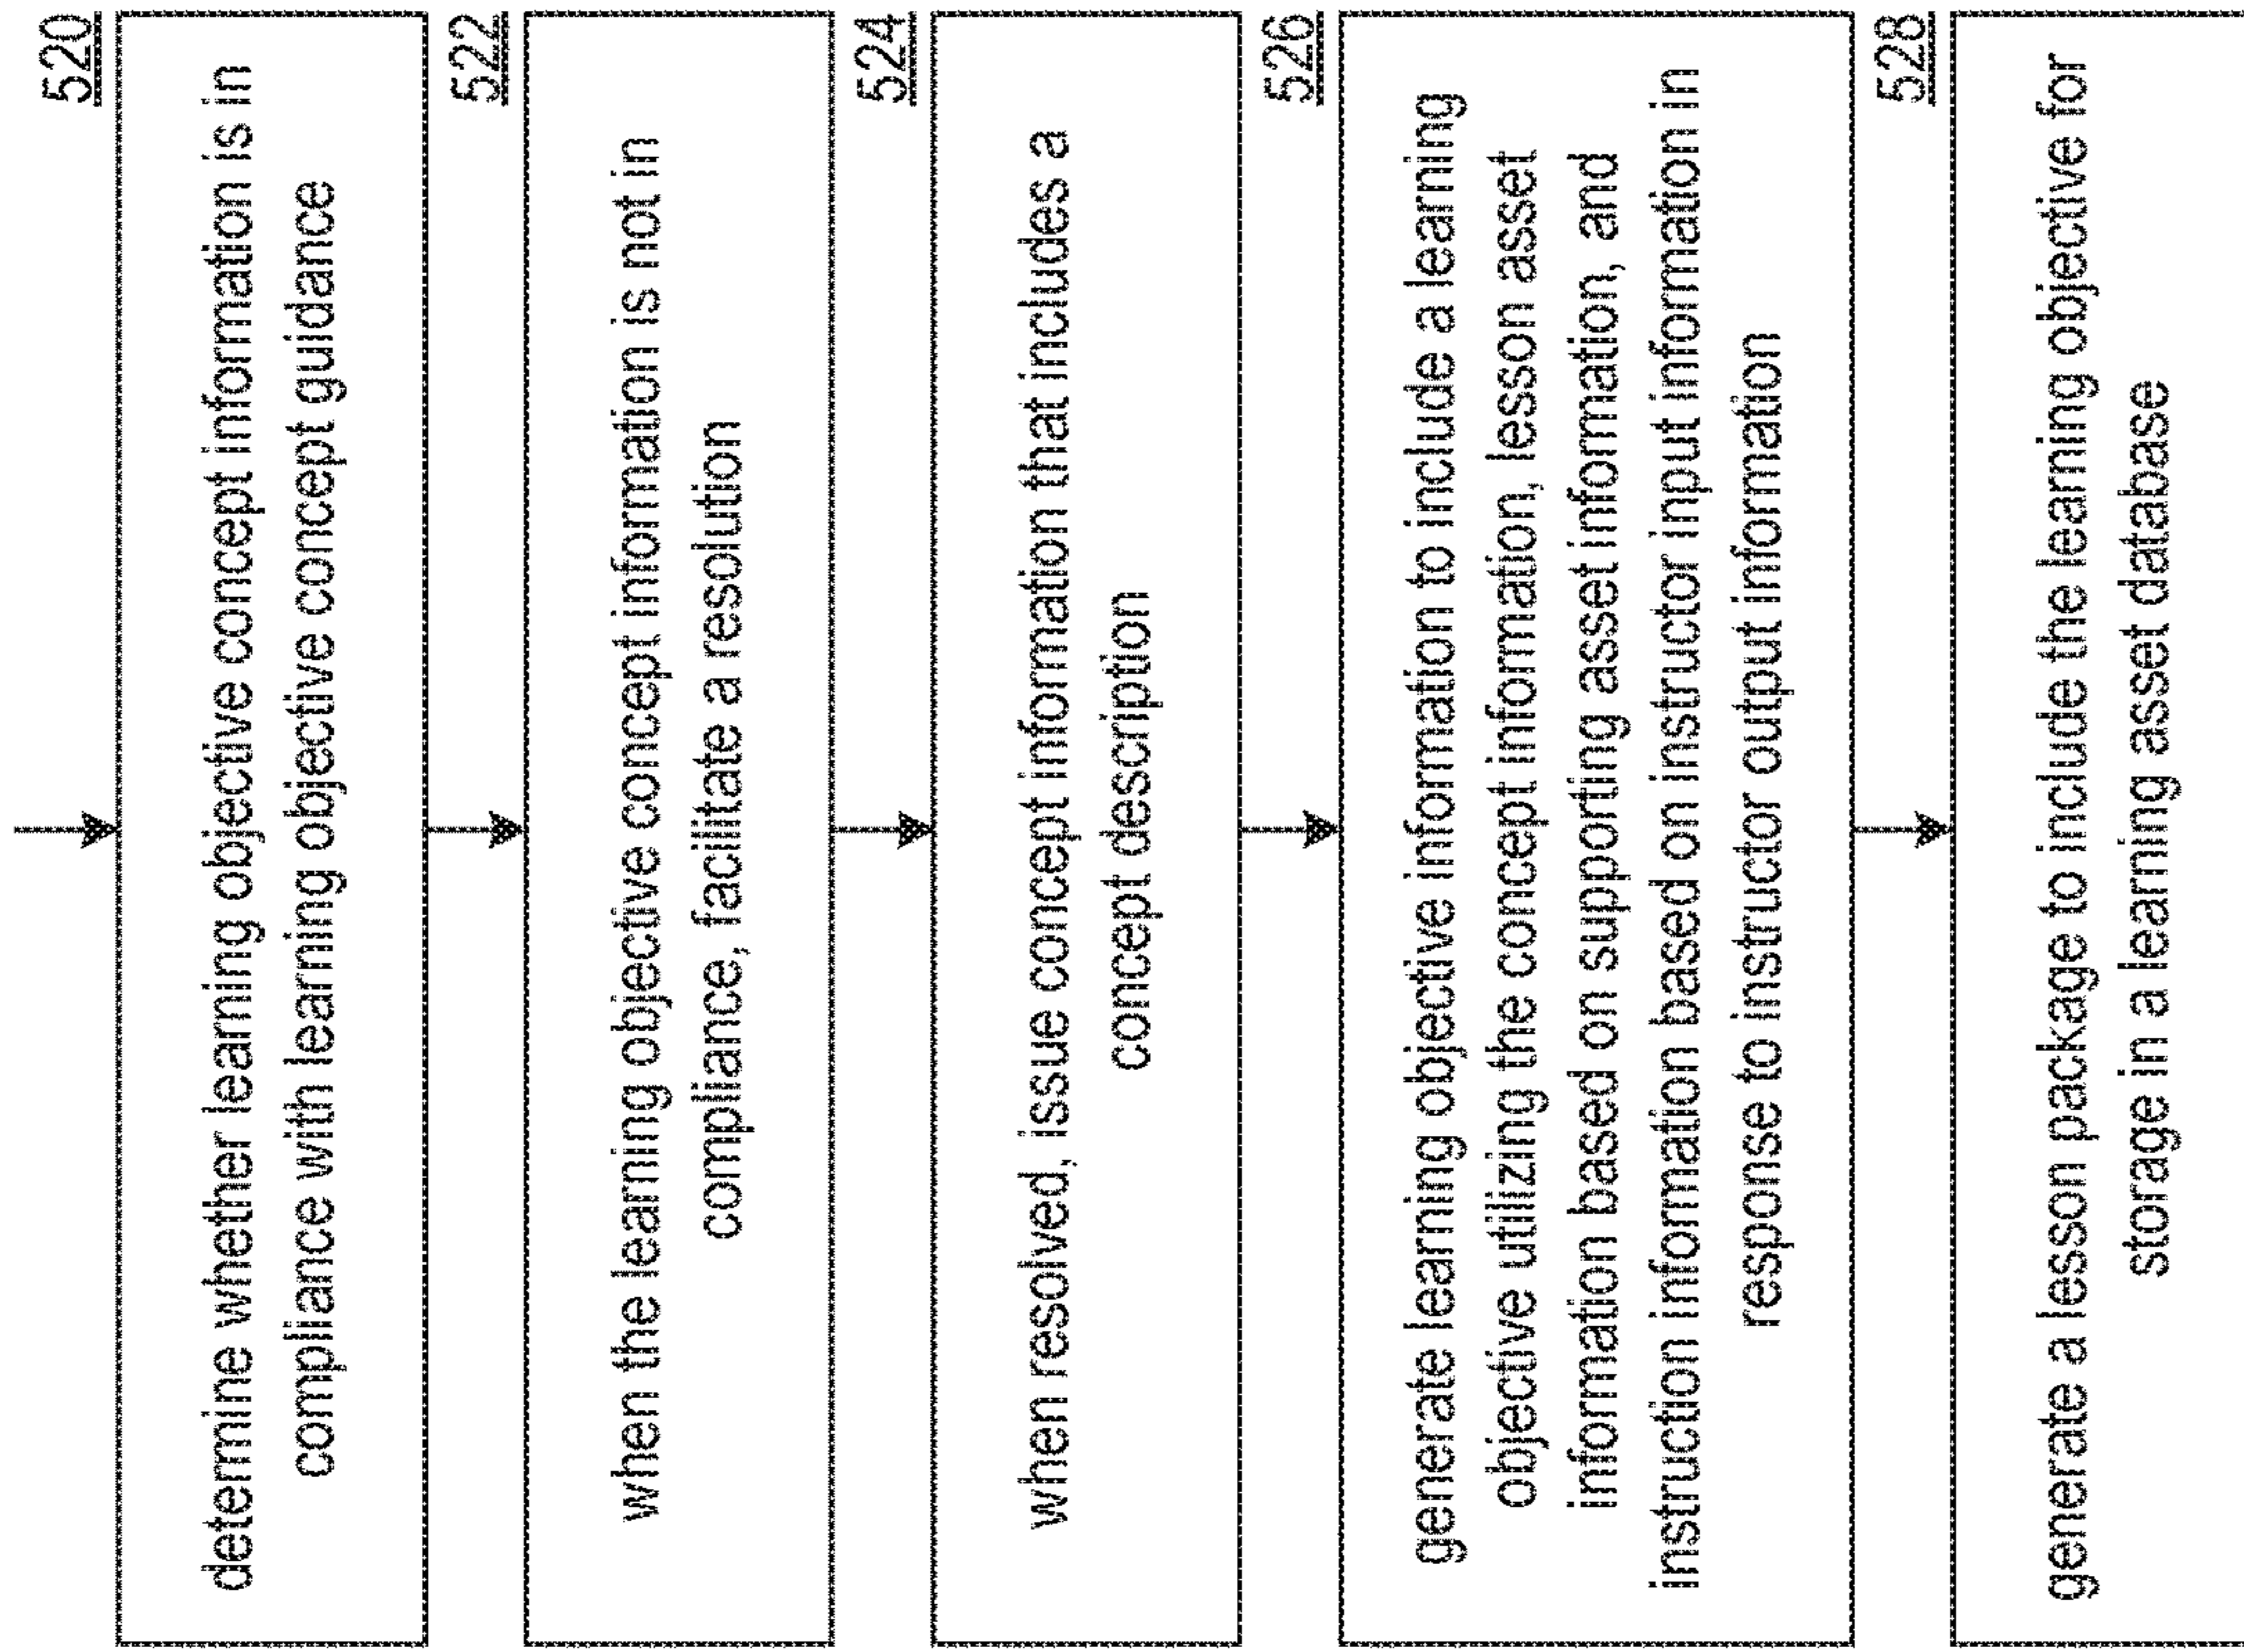 520
determine whether learning objective concept information is in
compliance with learning objective concept guidance
522
when the learning objective concept information is not in
compliance, facilitate a resolution
524
when resolved, issue concept information that includes a
concept description
526
generate learning objective information to include a learning
objective utilizing the concept information, lesson asset
information based on supporting asset information, and
instruction information based on instructor input information in
response to instructor output information
528
generate a lesson package to include the learning objective for
storage in a learning asset database